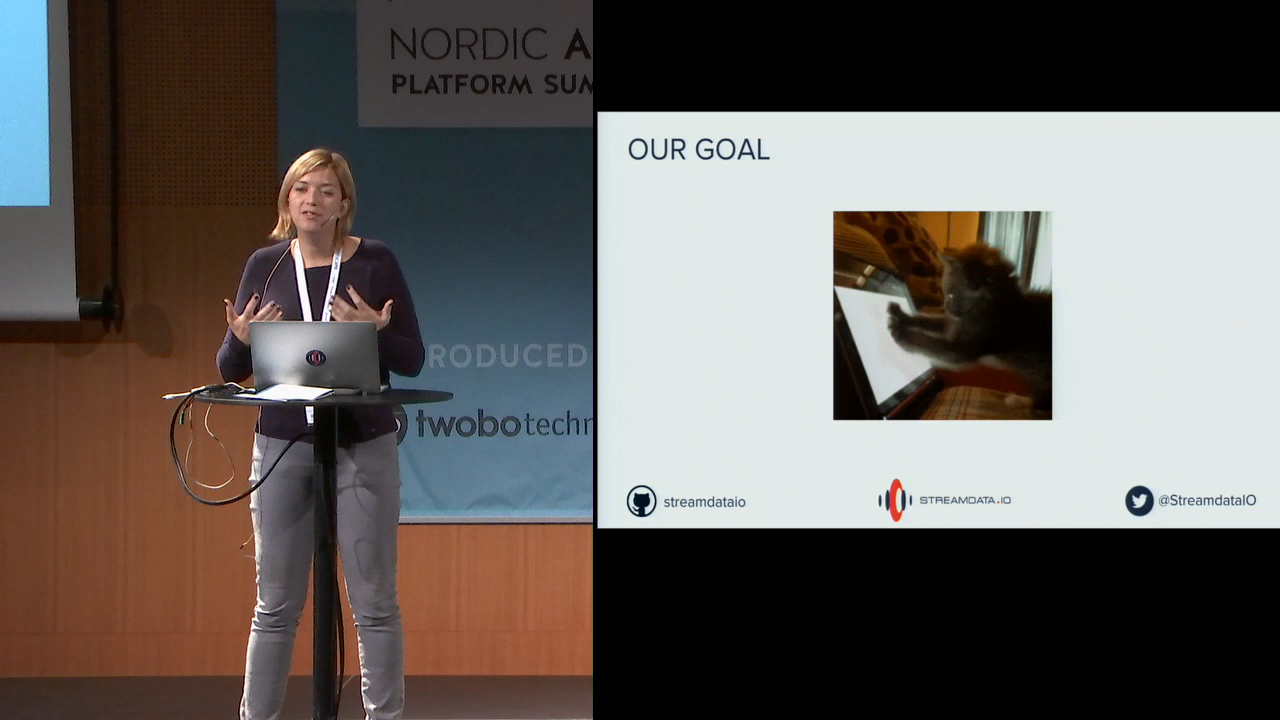 NORDIC A
PLATFORM SUM
RODUCED
twobotechn
OUR GOAL
streamdataio
STREAMDATA.IO
@StreamdataIO